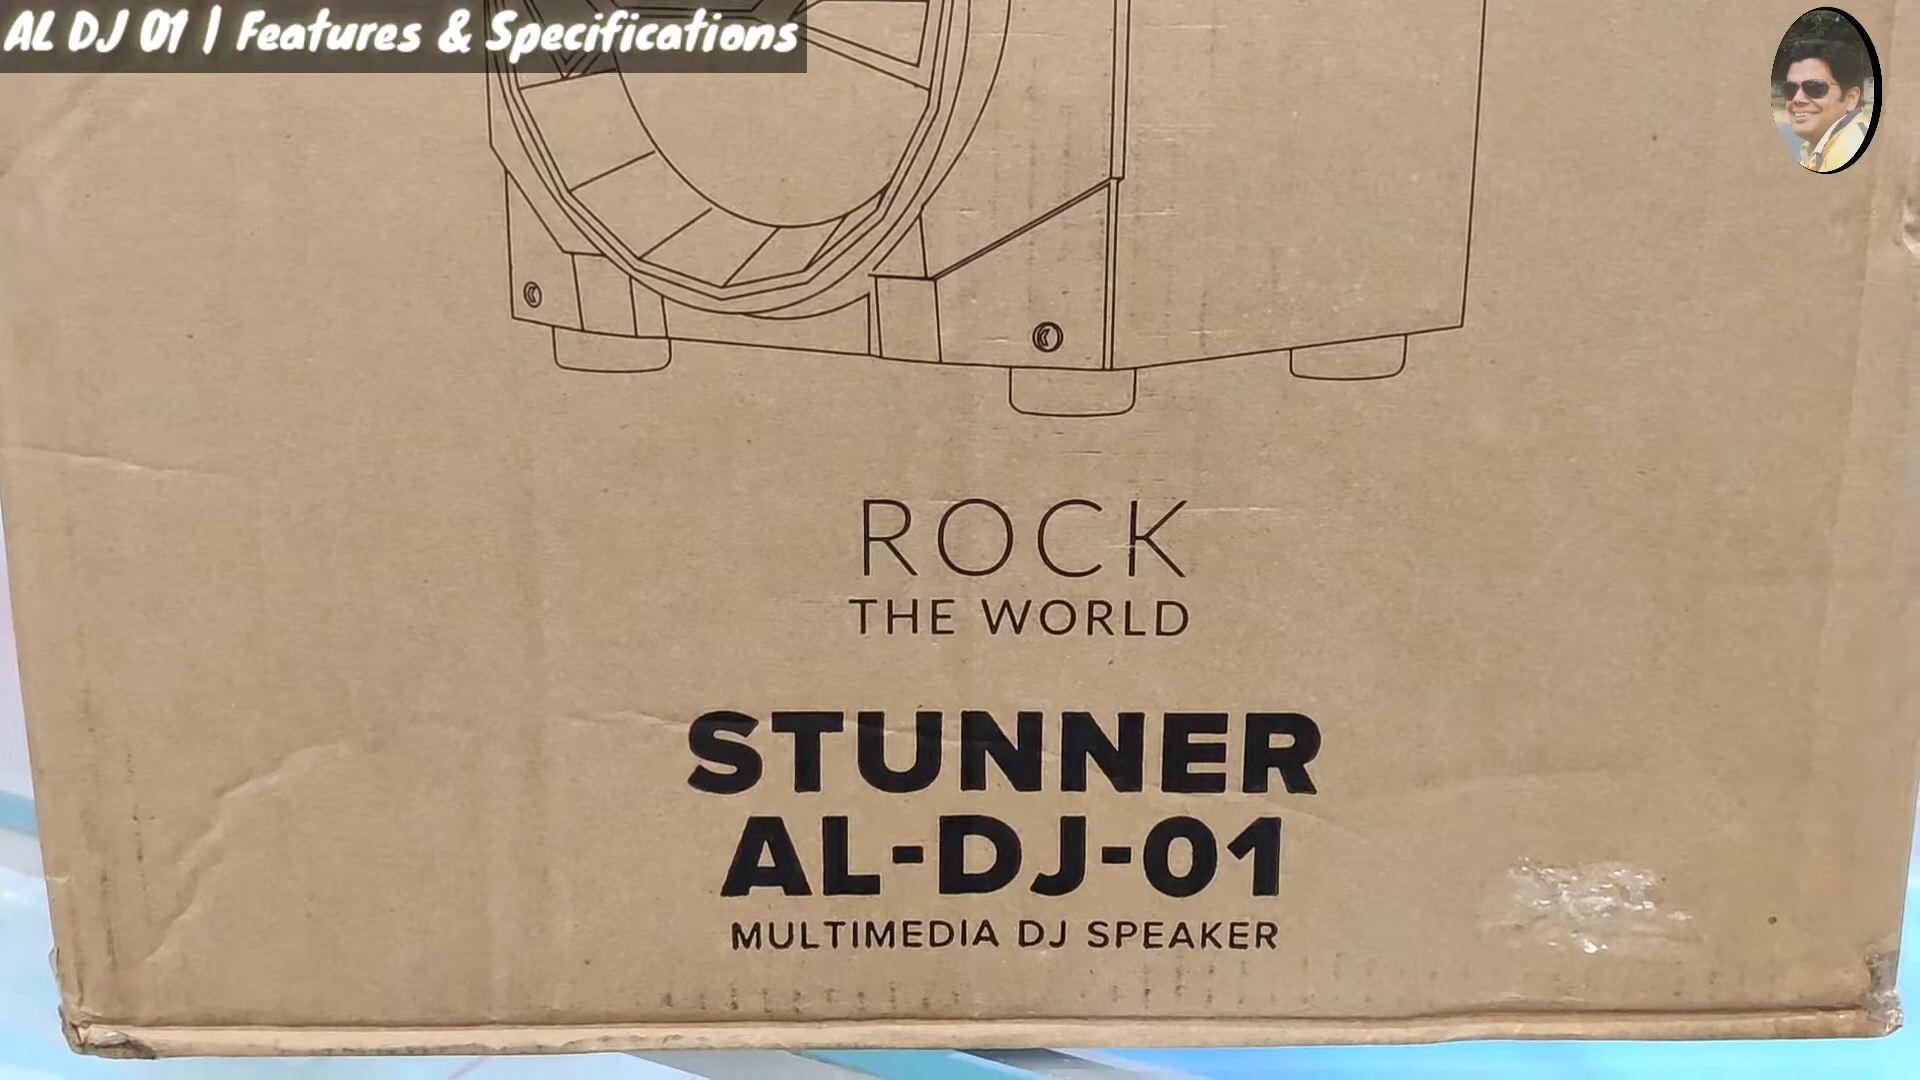 AL DJ 01 | Features & Specifications
ROCK
THE WORLD
STUNNER
AL-DJ-01
MULTIMEDIA DJ SPEAKER